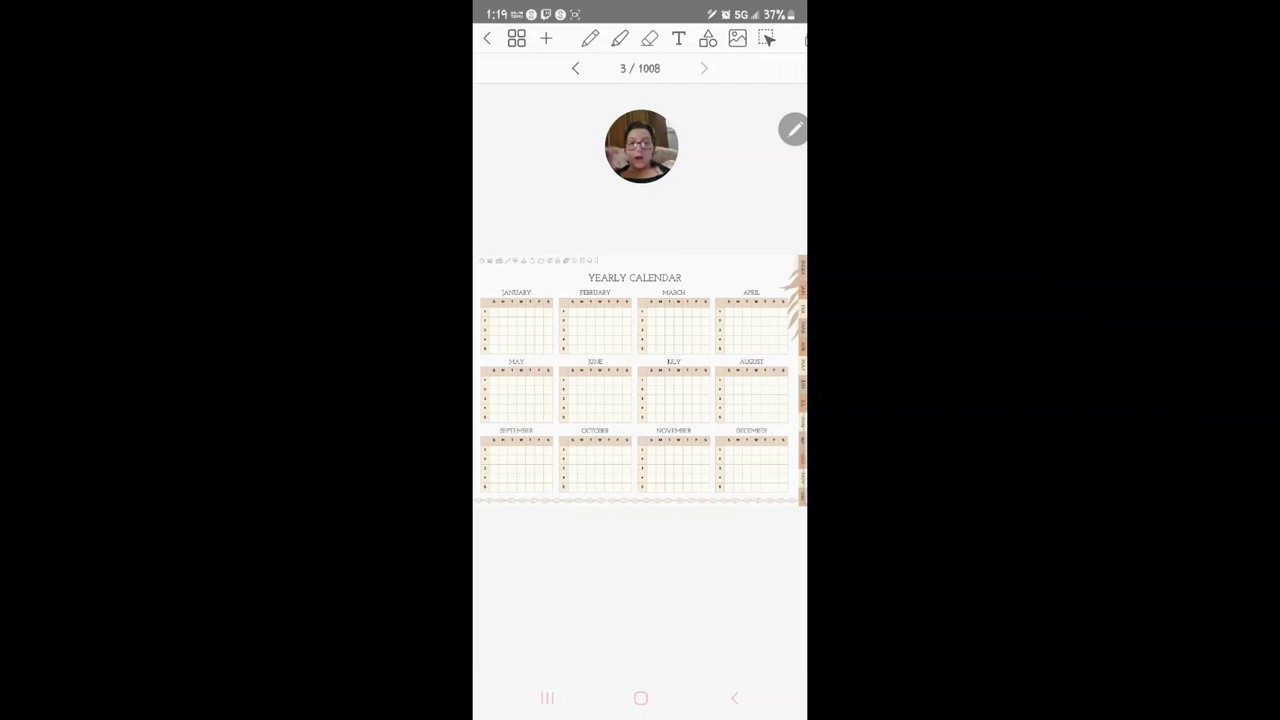 1:19 5G 37%
3 / 1008
YEARLY CALENDAR
JANUARY FEBRUARY MARCH APRIL
S M T W T F S S M T W T F S S M T W T F S S M T W T F S
MAY JUNE JULY AUGUST
S M T W T F S S M T W T F S S M T W T F S S M T W T F S
SEPTEMBER OCTOBER NOVEMBER DECEMBER
S M T W T F S S M T W T F S S M T W T F S S M T W T F S